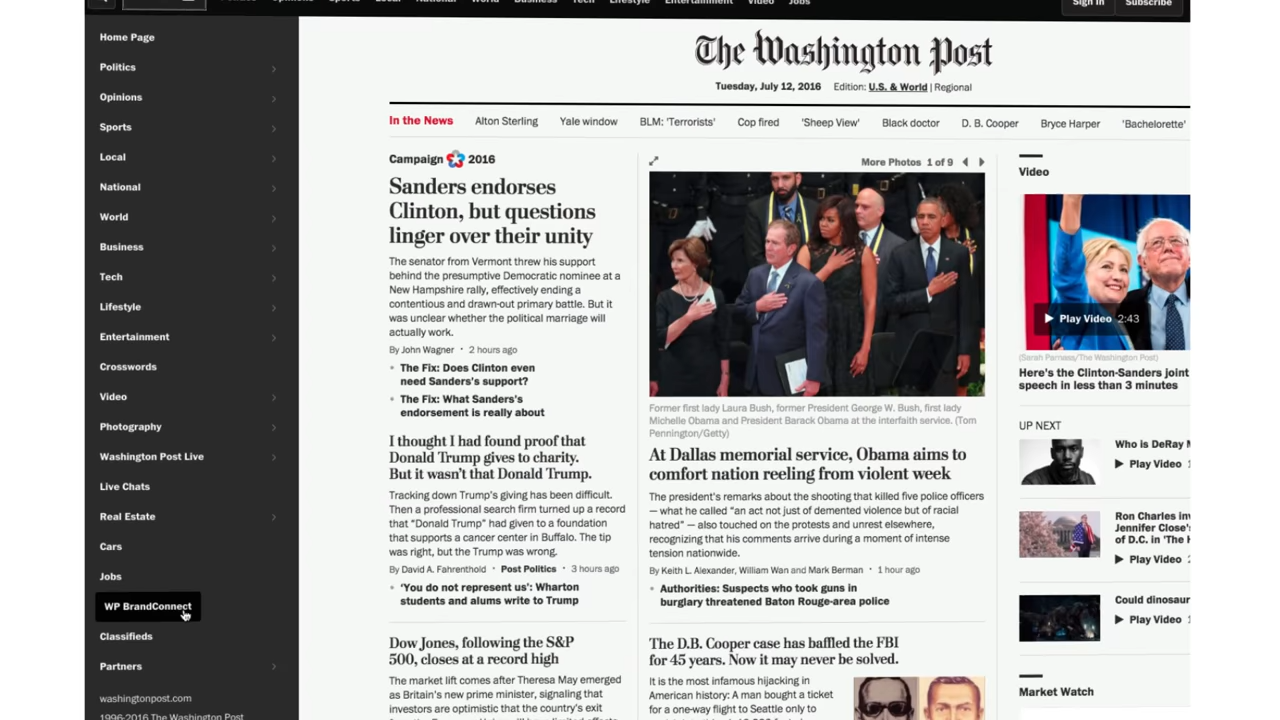 Sign In
Subscribe
Home Page
Politics
Opinions
Sports
Local
National
World
Business
Tech
Lifestyle
Entertainment
Crosswords
Video
Photography
Washington Post Live
Live Chats
Real Estate
Cars
Jobs
WP BrandConnect
Classifieds
Partners
washingtonpost.com
1996-2016 The Washington Post
The Washington Post
Tuesday, July 12, 2016 Edition: U.S. & World | Regional
In the News Alton Sterling Yale window BLM: 'Terrorists' Cop fired 'Sheep View' Black doctor D. B. Cooper Bryce Harper 'Bachelorette'
Campaign 2016
Sanders endorses
Clinton, but questions
linger over their unity
The senator from Vermont threw his support
behind the presumptive Democratic nominee at a
New Hampshire rally, effectively ending a
contentious and drawn-out primary battle. But it
was unclear whether the political marriage will
actually work.
By John Wagner • 2 hours ago
• The Fix: Does Clinton even
need Sanders's support?
• The Fix: What Sanders's
endorsement is really about
I thought I had found proof that
Donald Trump gives to charity.
But it wasn't that Donald Trump.
Tracking down Trump's giving has been difficult.
Then a professional search firm turned up a record
that "Donald Trump" had given to a foundation
that supports a cancer center in Buffalo. The tip
was right, but the Trump was wrong.
By David A. Fahrenthold • Post Politics • 3 hours ago
• 'You do not represent us': Wharton
students and alums write to Trump
Dow Jones, following the S&P
500, closes at a record high
The market lift comes after Theresa May emerged
as Britain's new prime minister, signaling that
investors are optimistic that the country's exit
More Photos 1 of 9
Former first lady Laura Bush, former President George W. Bush, first lady
Michelle Obama and President Barack Obama at the interfaith service. (Tom
Pennington/Getty)
At Dallas memorial service, Obama aims to
comfort nation reeling from violent week
The president's remarks about the shooting that killed five police officers
— what he called "an act not just of demented violence but of racial
hatred" — also touched on the protests and unrest elsewhere,
recognizing that his comments arrive during a moment of intense
tension nationwide.
By Keith L. Alexander, William Wan and Mark Berman • 1 hour ago
• Authorities: Suspects who took guns in
burglary threatened Baton Rouge-area police
The D.B. Cooper case has baffled the FBI
for 45 years. Now it may never be solved.
It is the most infamous hijacking in
American history: A man bought a ticket
for a one-way flight to Seattle only to
Video
Play Video 2:43
(Sarah Parnass/The Washington Post)
Here's the Clinton-Sanders joint
speech in less than 3 minutes
UP NEXT
Who is DeRay
Play Video
Ron Charles
Jennifer Close's
of D.C. in 'The
Play Video
Could dinosaur
Play Video
Market Watch